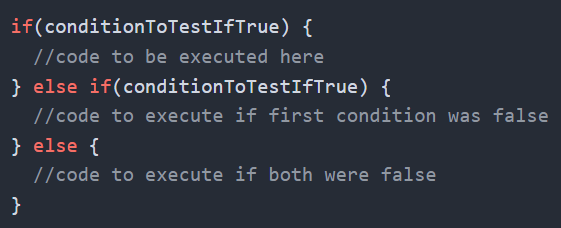 if(conditionToTestIfTrue) {
  //code to be executed here
} else if(conditionToTestIfTrue) {
  //code to execute if first condition was false
} else {
  //code to execute if both were false
}